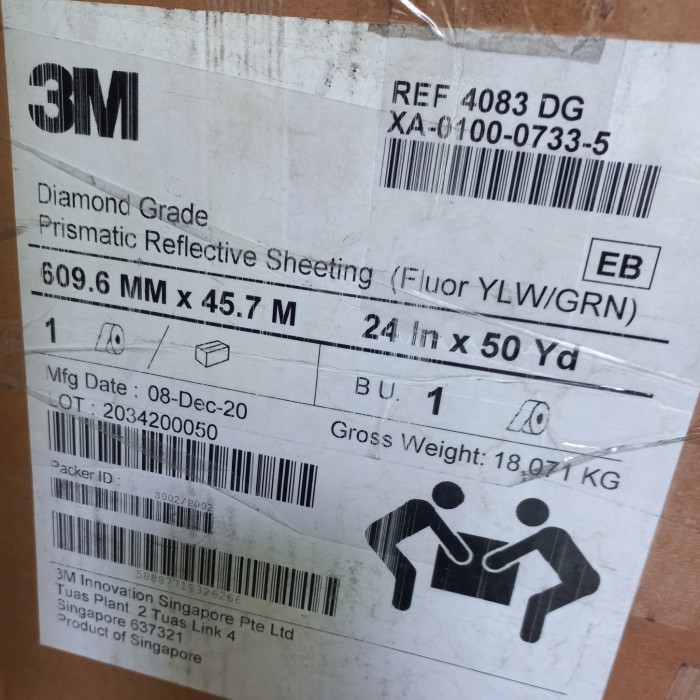 3M
REF 4083 DG
XA-0100-0733-5
Diamond Grade
Prismatic Reflective Sheeting (Fluor YLW/GRN)
EB
609.6 MM x 45.7 M
24 In x 50 Yd
1 /
B U. 1
Mfg Date : 08-Dec-20
LOT : 2034200050
Gross Weight: 18.071 KG
Packer ID :
S002/P002
3M Innovation Singapore Pte Ltd
Tuas Plant 2 Tuas Link 4
Singapore 637321
Product of Singapore